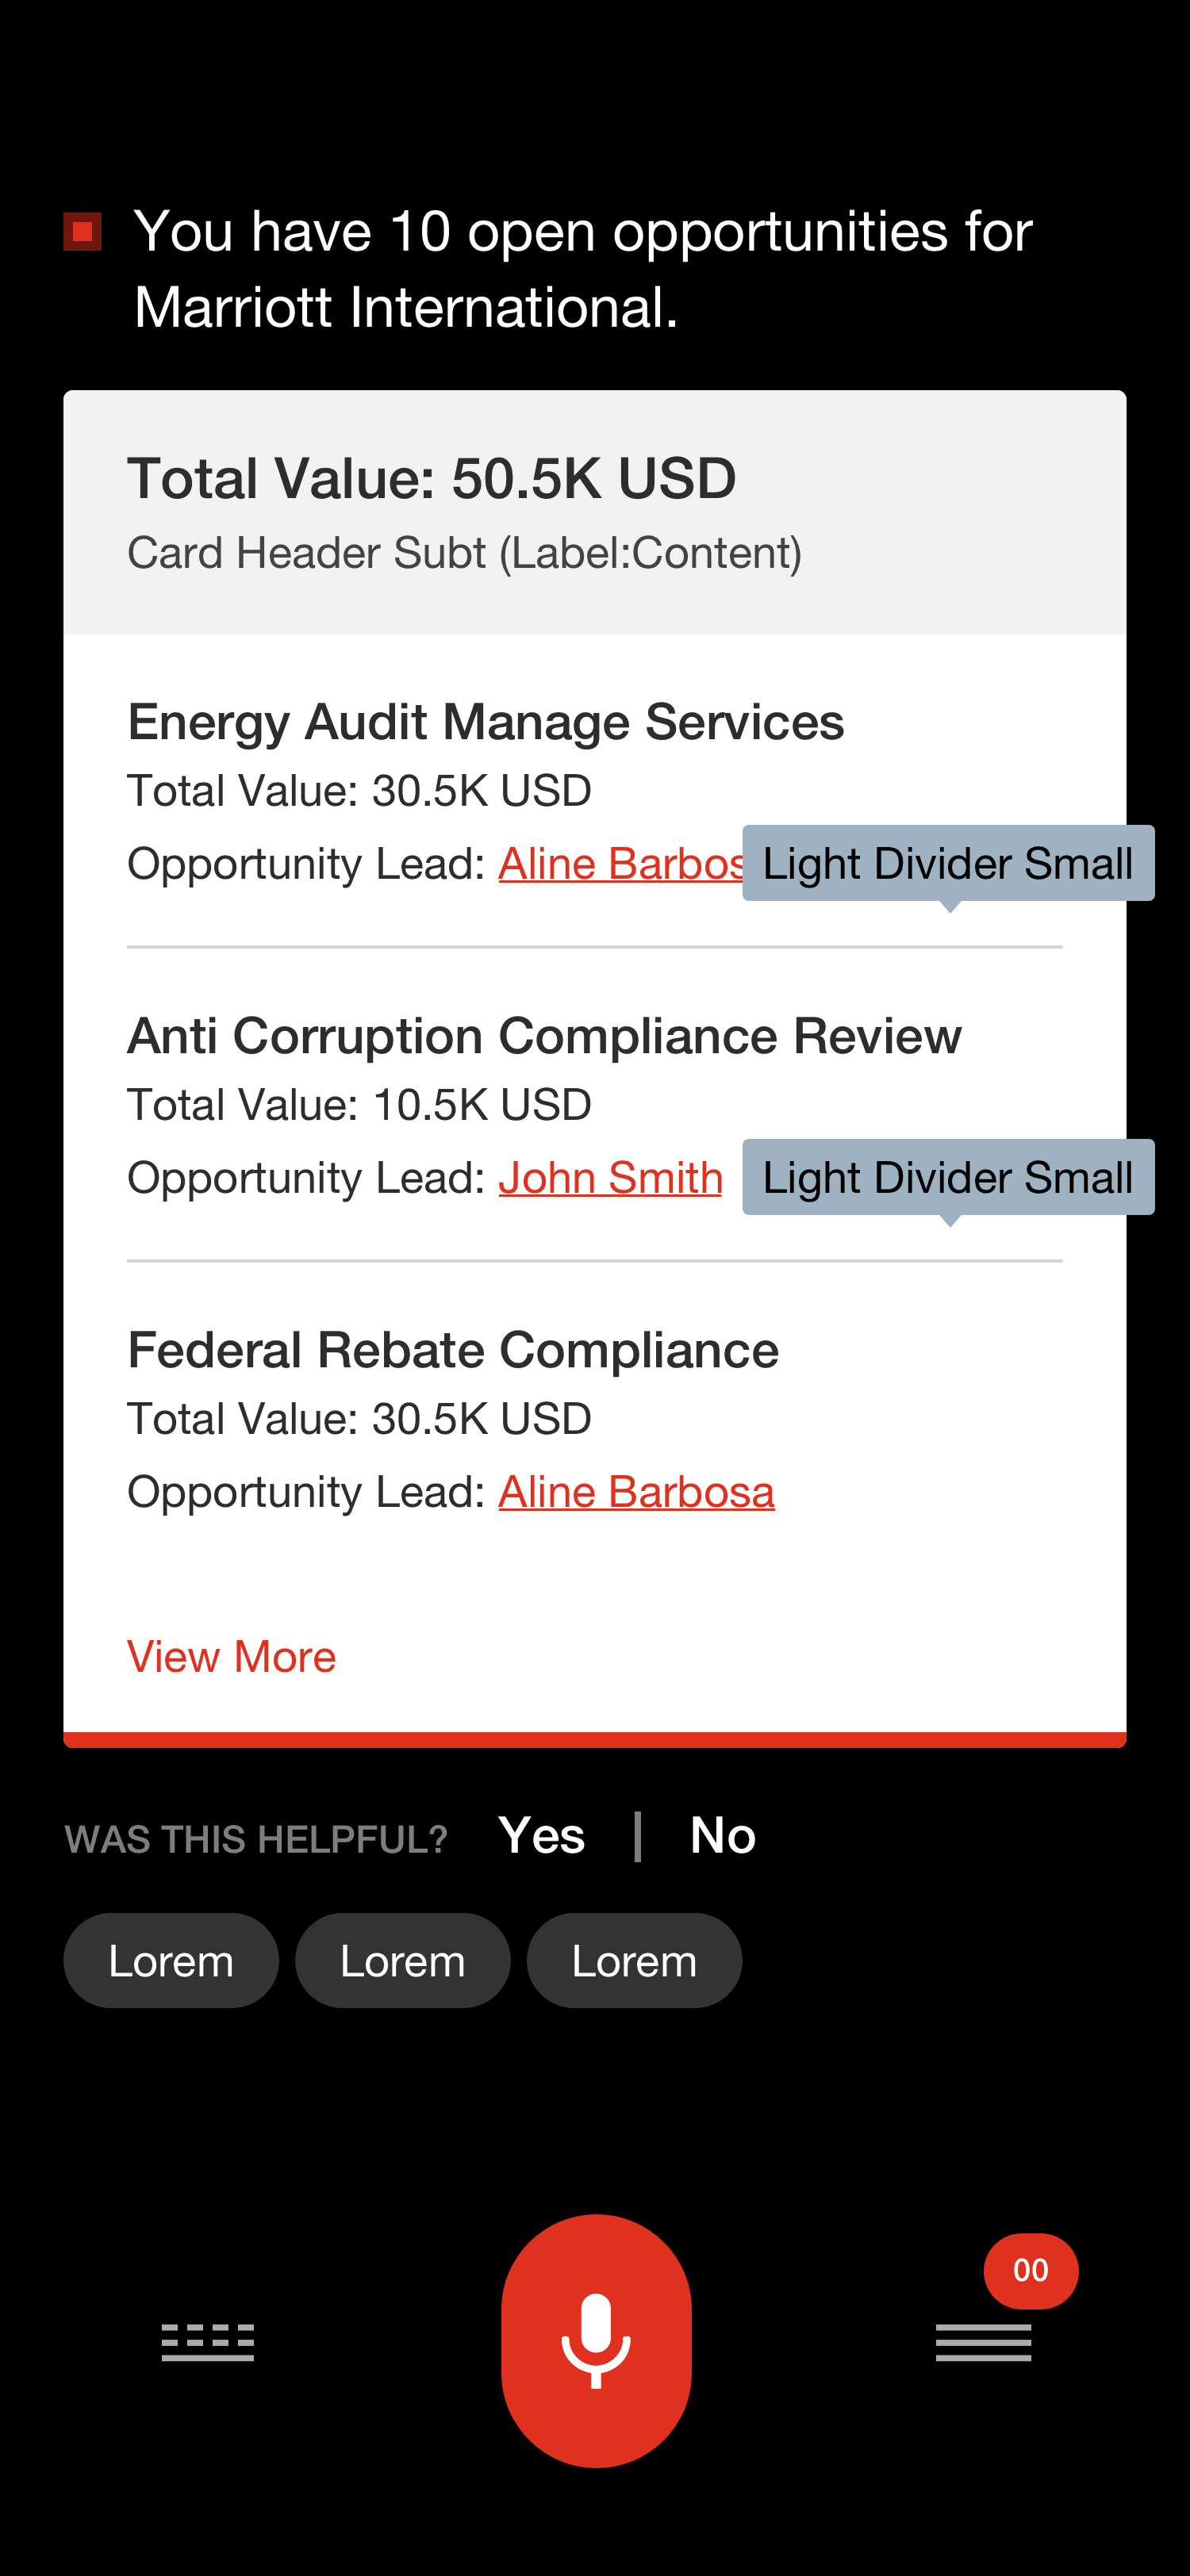 You have 10 open opportunities for
Marriott International.
Total Value: 50.5K USD
Card Header Subt (Label:Content)
Energy Audit Manage Services
Total Value: 30.5K USD
Opportunity Lead: Aline Barbos
Light Divider Small
Anti Corruption Compliance Review
Total Value: 10.5K USD
Opportunity Lead: John Smith
Light Divider Small
Federal Rebate Compliance
Total Value: 30.5K USD
Opportunity Lead: Aline Barbosa
View More
WAS THIS HELPFUL? Yes | No
Lorem Lorem Lorem
00